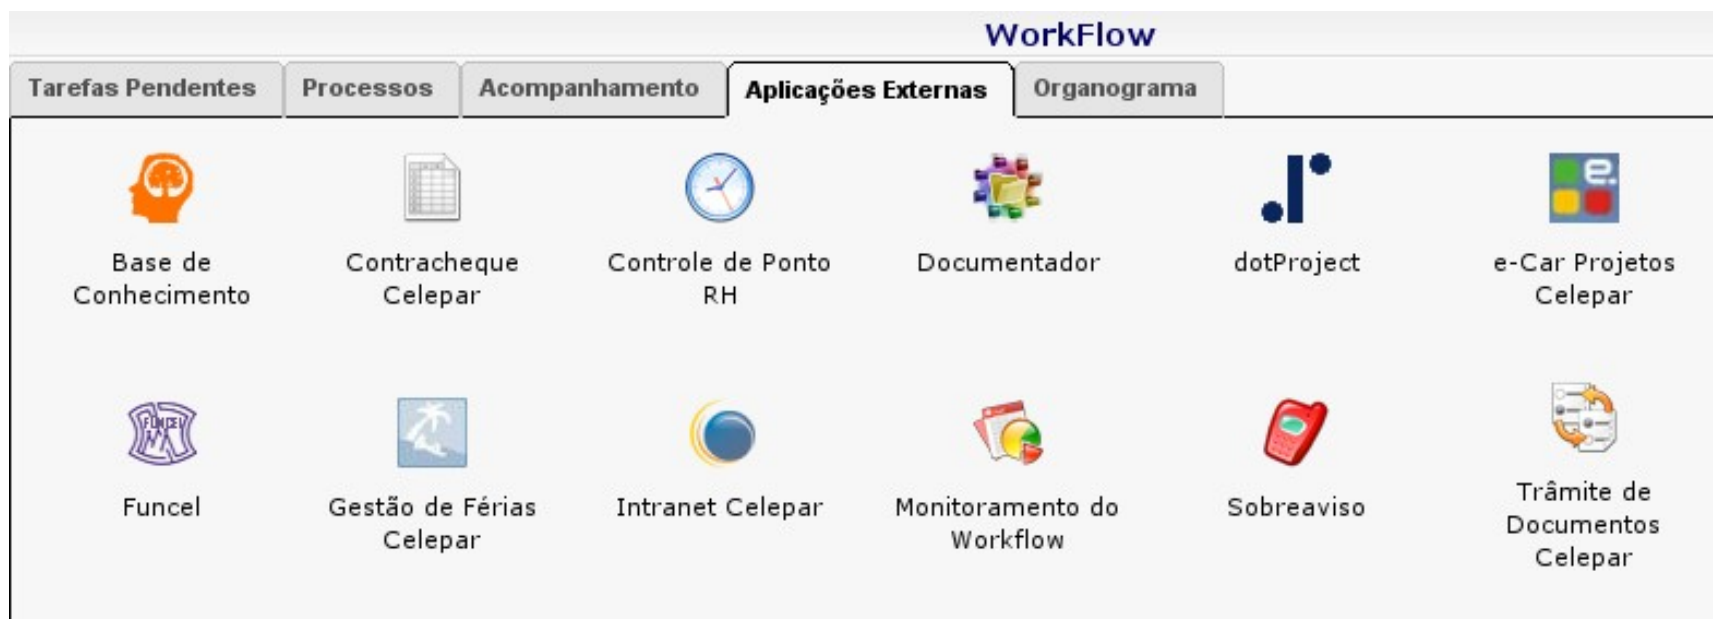 WorkFlow
Tarefas Pendentes
Processos
Acompanhamento
Aplicações Externas
Organograma
e.
Base de
Conhecimento
Contracheque
Celepar
Controle de Ponto
RH
Documentador
dotProject
e-Car Projetos
Celepar
FUNCEL
Funcel
Gestão de Férias
Celepar
Intranet Celepar
Monitoramento do
Workflow
Sobreaviso
Trâmite de
Documentos
Celepar